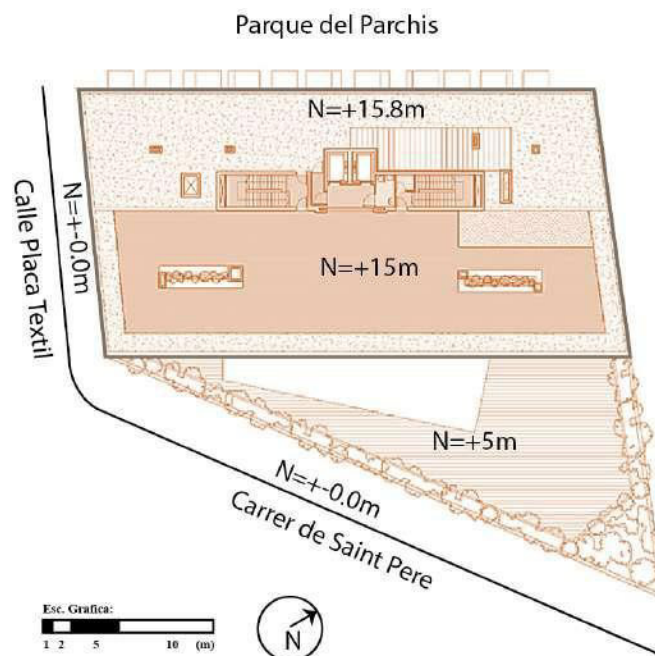 Parque del Parchis
N=+15.8m
Calle Placa Textil
N=+-0.0m
N=+15m
N=+5m
N=+-0.0m
Carrer de Saint Pere
Esc. Grafica:
1 2 5 10 (m)
N